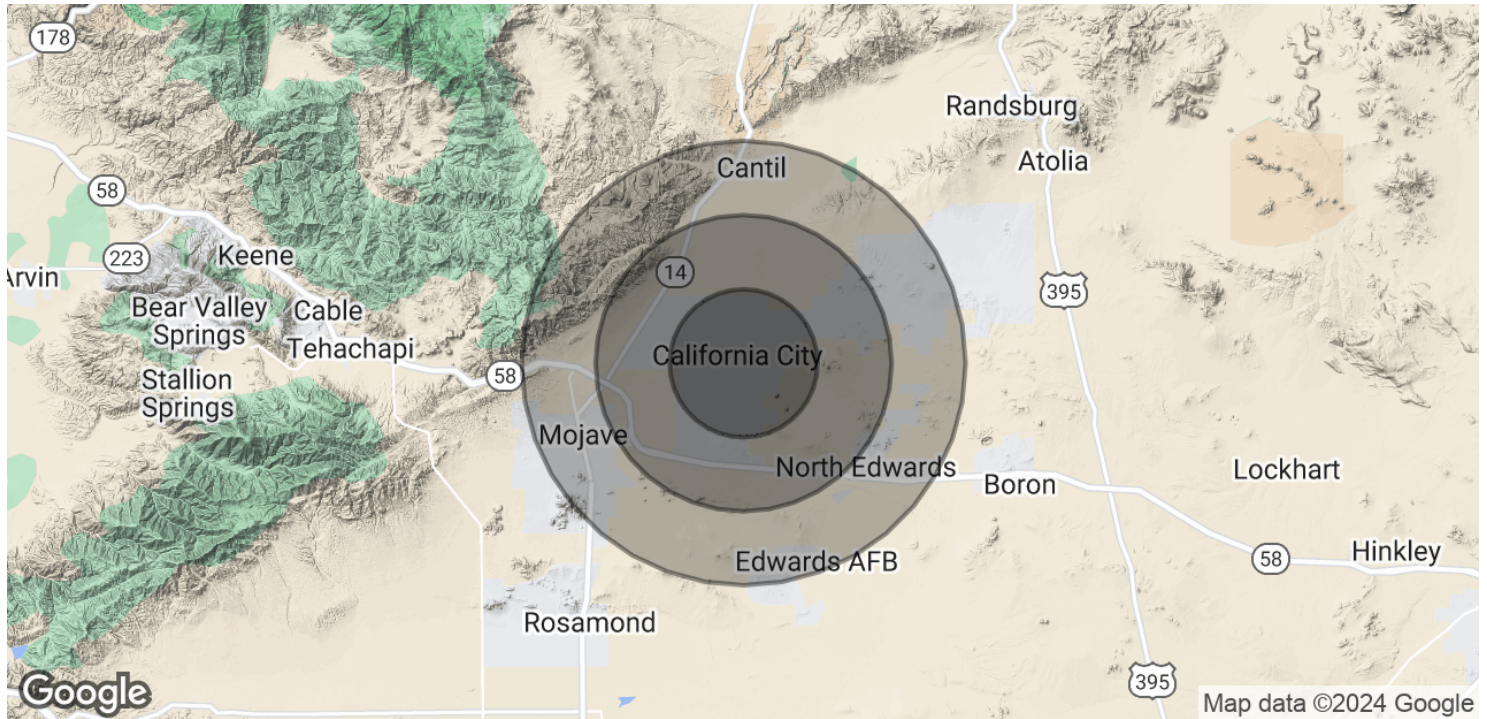 178
Randsburg
Cantil
Atolia
58
223
Keene
Arvin
14
395
Bear Valley
Springs
Cable
Tehachapi
California City
58
Stallion
Springs
Mojave
North Edwards
Boron
Lockhart
Edwards AFB
58
Hinkley
Rosamond
395
Google
Map data ©2024 Google